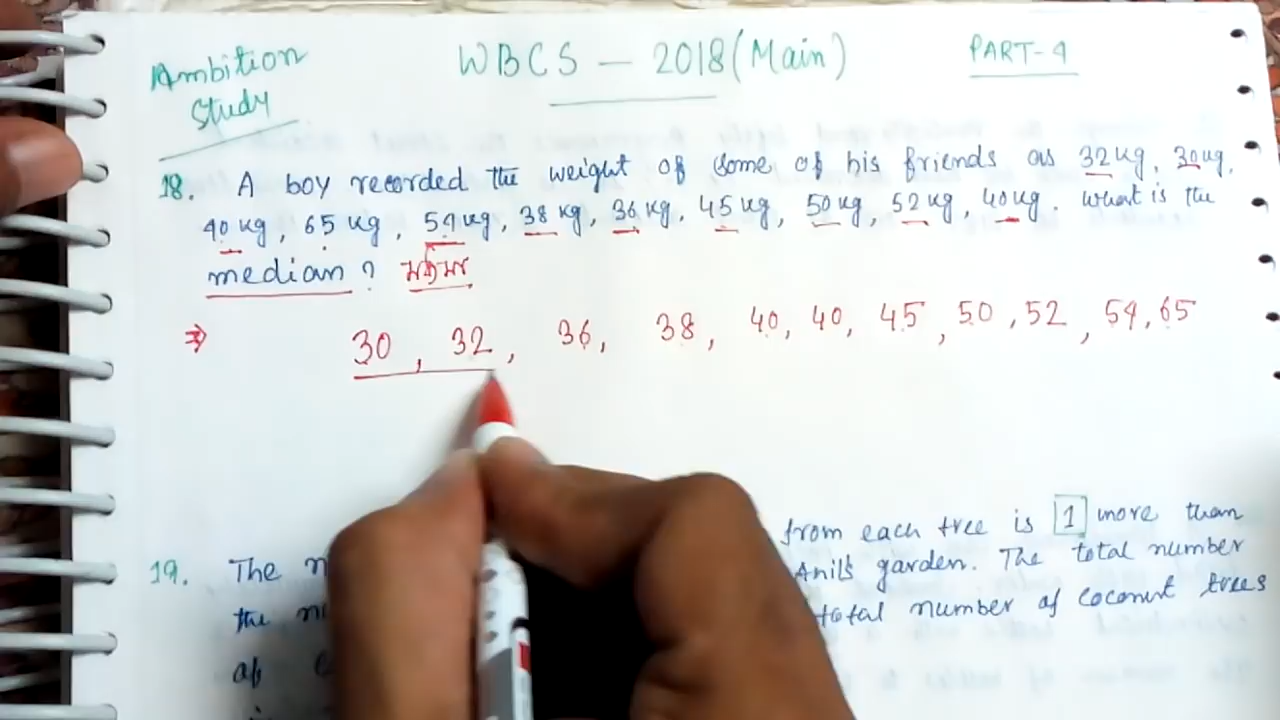 Ambition
Study
WBCS — 2018 (Main)
PART-4
18. A boy recorded the weight of some of his friends as 32 kg, 30 kg,
40 kg, 65 kg, 54 kg, 38 kg, 36 kg, 45 kg, 50 kg, 52 kg, 40 kg. What is the
median ?
⇒ 30, 32, 36, 38, 40, 40, 45, 50, 52, 54, 65
19. The
from each tree is 1 more than
the
Anil's garden. The total number
of
total number of coconut trees